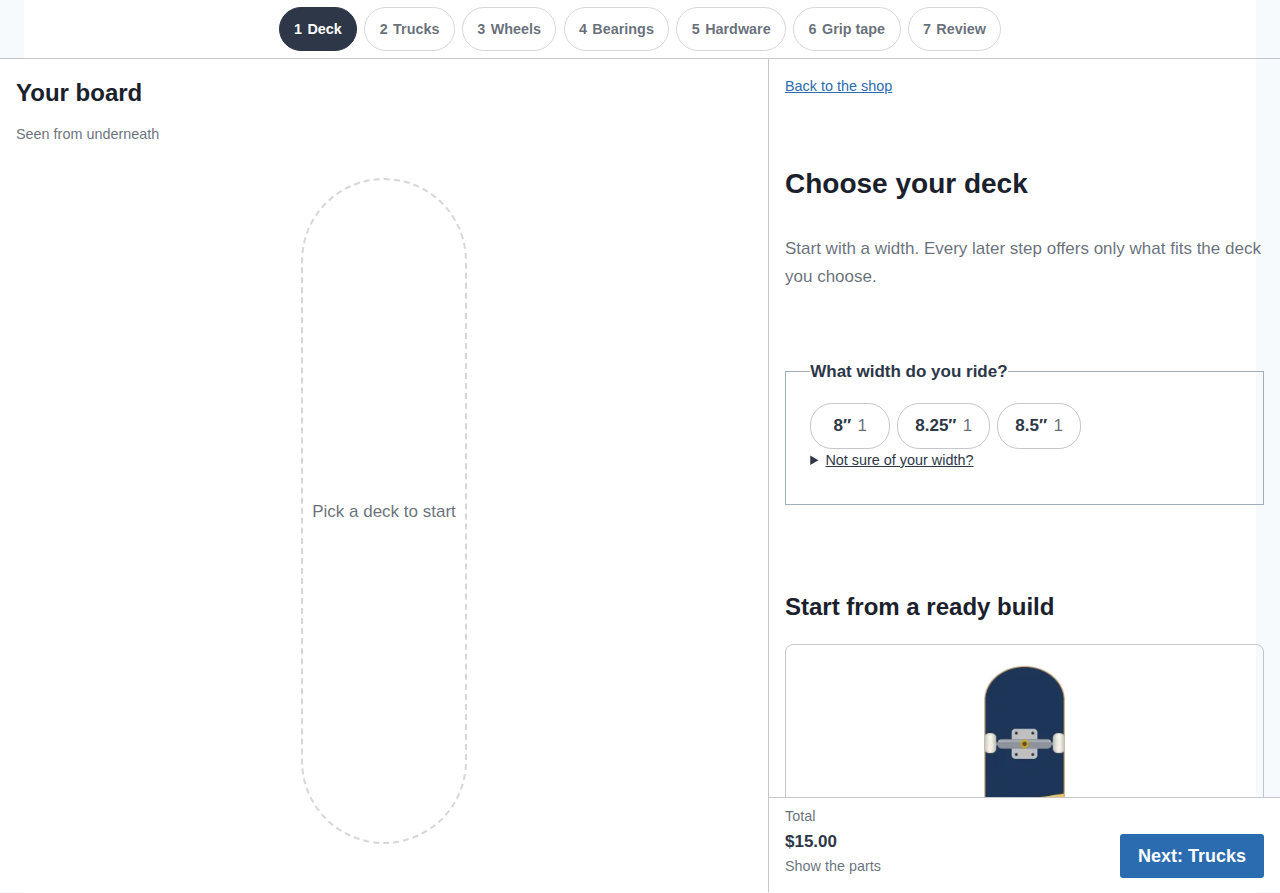 1 Deck
2 Trucks
3 Wheels
4 Bearings
5 Hardware
6 Grip tape
7 Review
Your board
Seen from underneath
Pick a deck to start
Back to the shop
Choose your deck
Start with a width. Every later step offers only what fits the deck
you choose.
What width do you ride?
8″ 1
8.25″ 1
8.5″ 1
Not sure of your width?
Start from a ready build
Total
$15.00
Show the parts
Next: Trucks